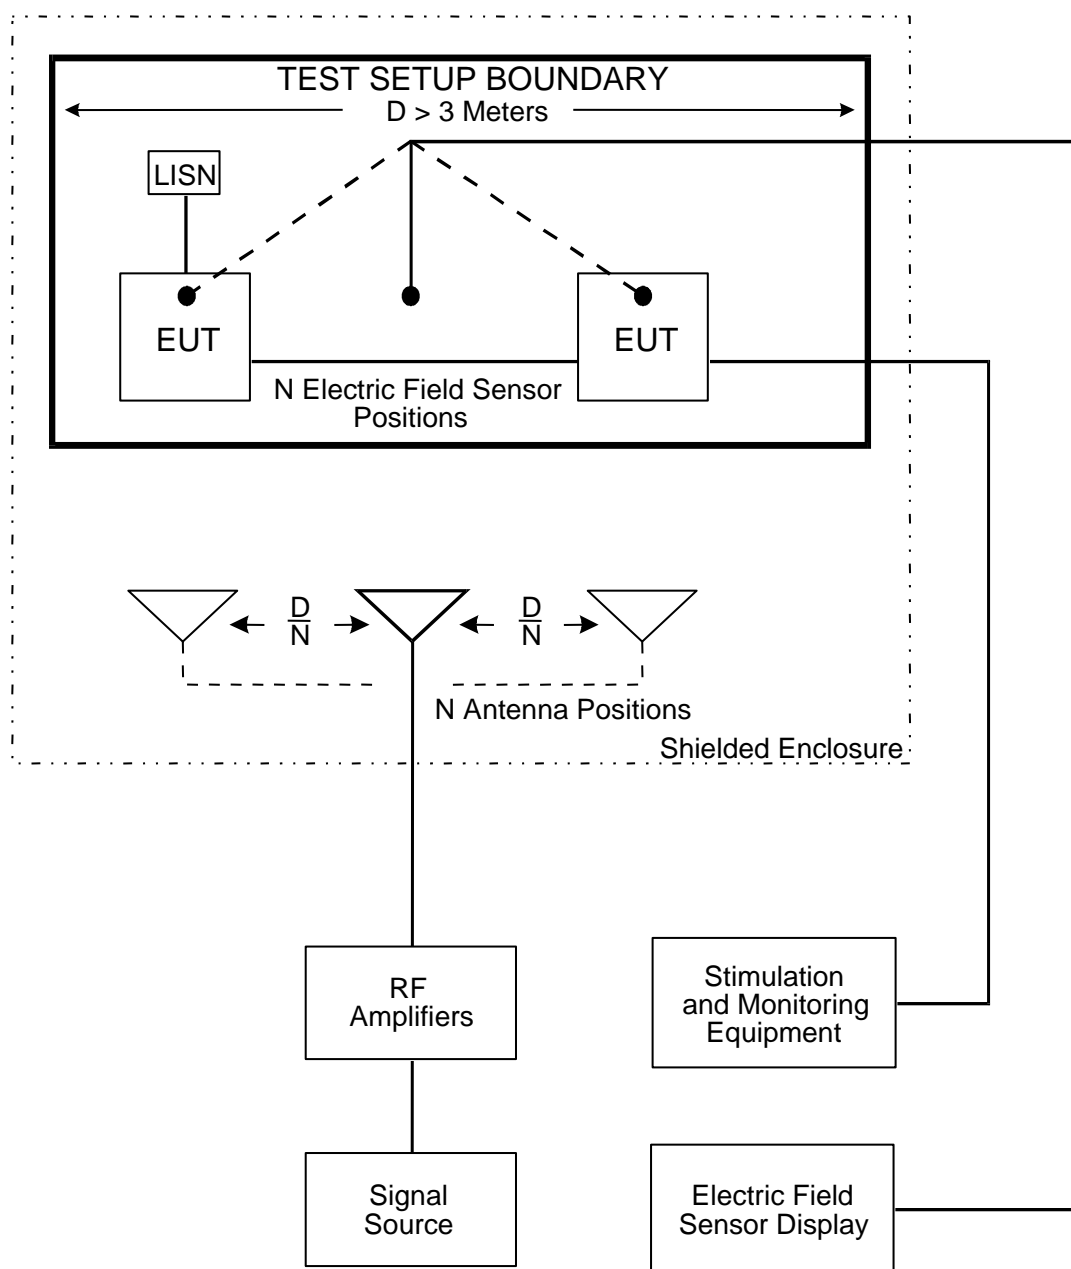 TEST SETUP BOUNDARY
D > 3 Meters
LISN
EUT
EUT
N Electric Field Sensor
Positions
D
N
D
N
N Antenna Positions
Shielded Enclosure
RF
Amplifiers
Stimulation
and Monitoring
Equipment
Signal
Source
Electric Field
Sensor Display